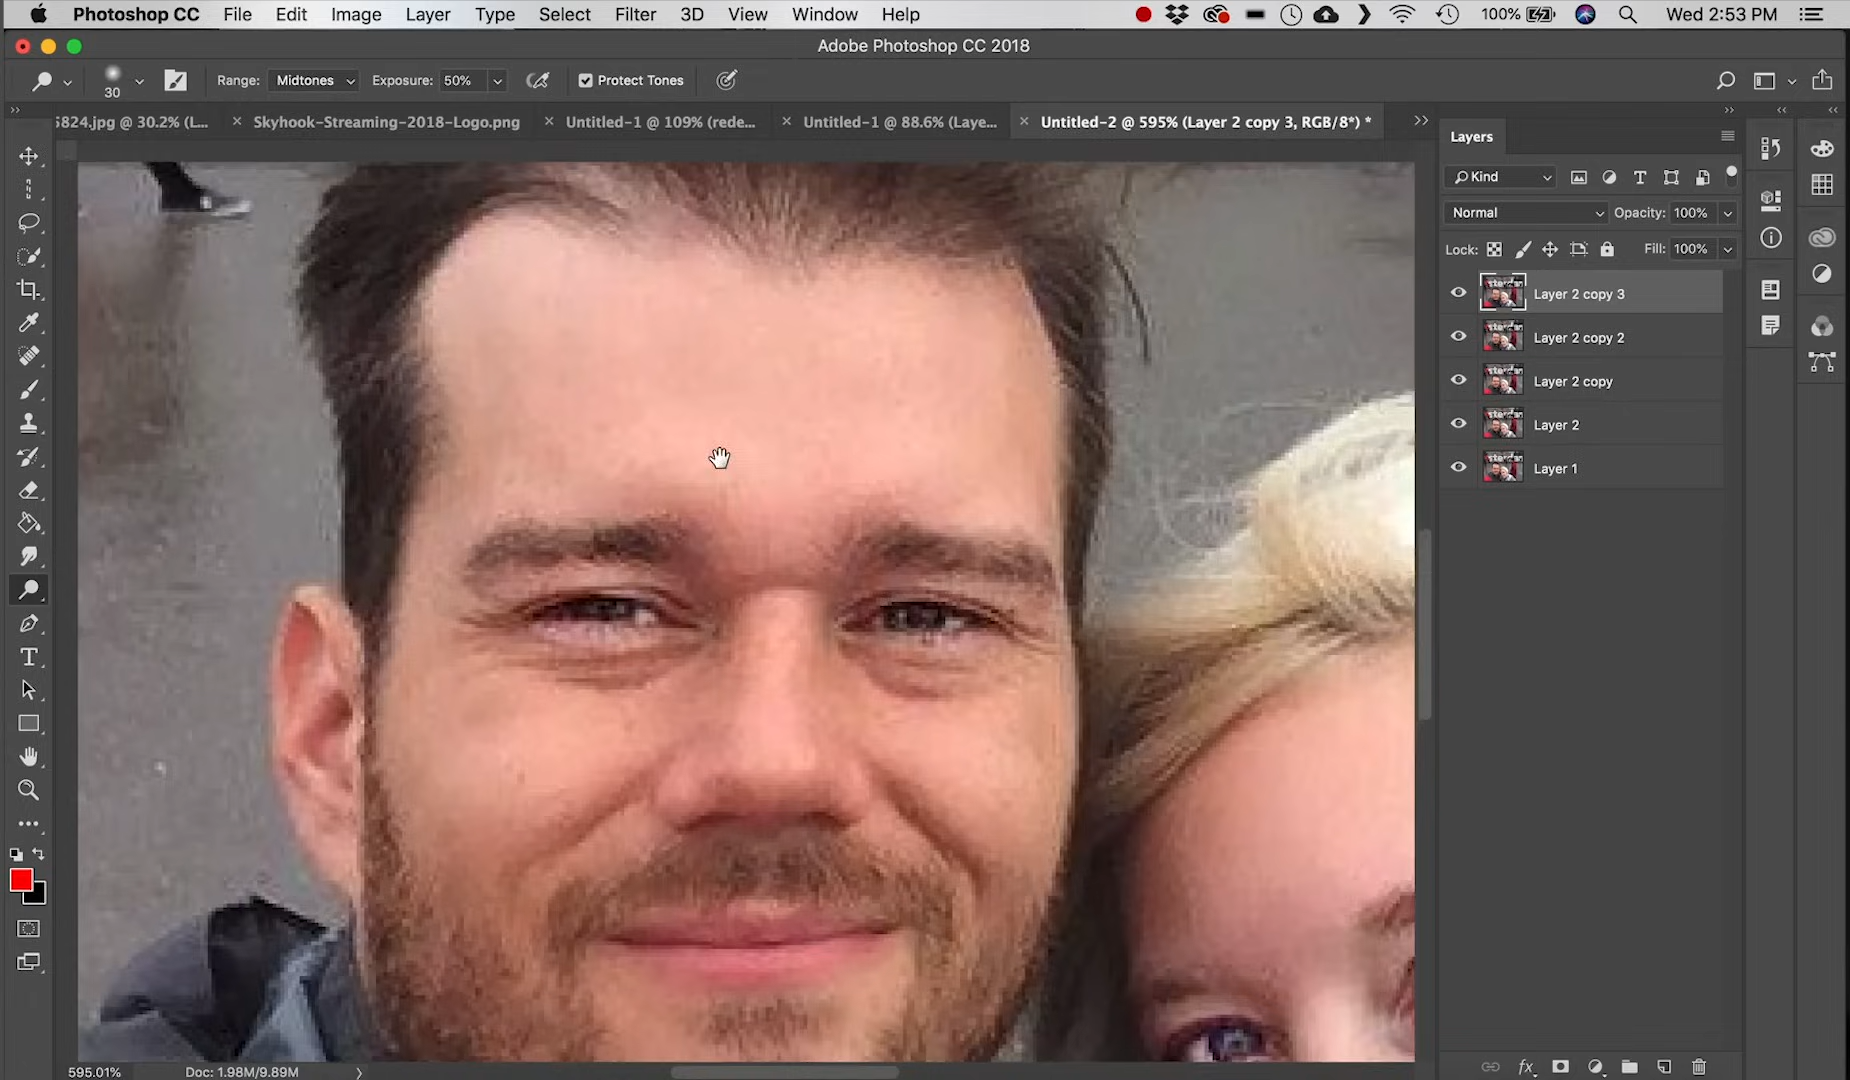 Photoshop CC File Edit Image Layer Type Select Filter 3D View Window Help 100% Wed 2:53 PM
Adobe Photoshop CC 2018
30 Range: Midtones Exposure: 50% Protect Tones
5824.jpg @ 30.2% (L... Skyhook-Streaming-2018-Logo.png Untitled-1 @ 109% (rede... Untitled-1 @ 88.6% (Laye... Untitled-2 @ 595% (Layer 2 copy 3, RGB/8*) *
Layers
Kind
Normal Opacity: 100%
Lock: Fill: 100%
Layer 2 copy 3
Layer 2 copy 2
Layer 2 copy
Layer 2
Layer 1
595.01% Doc: 1.98M/9.89M